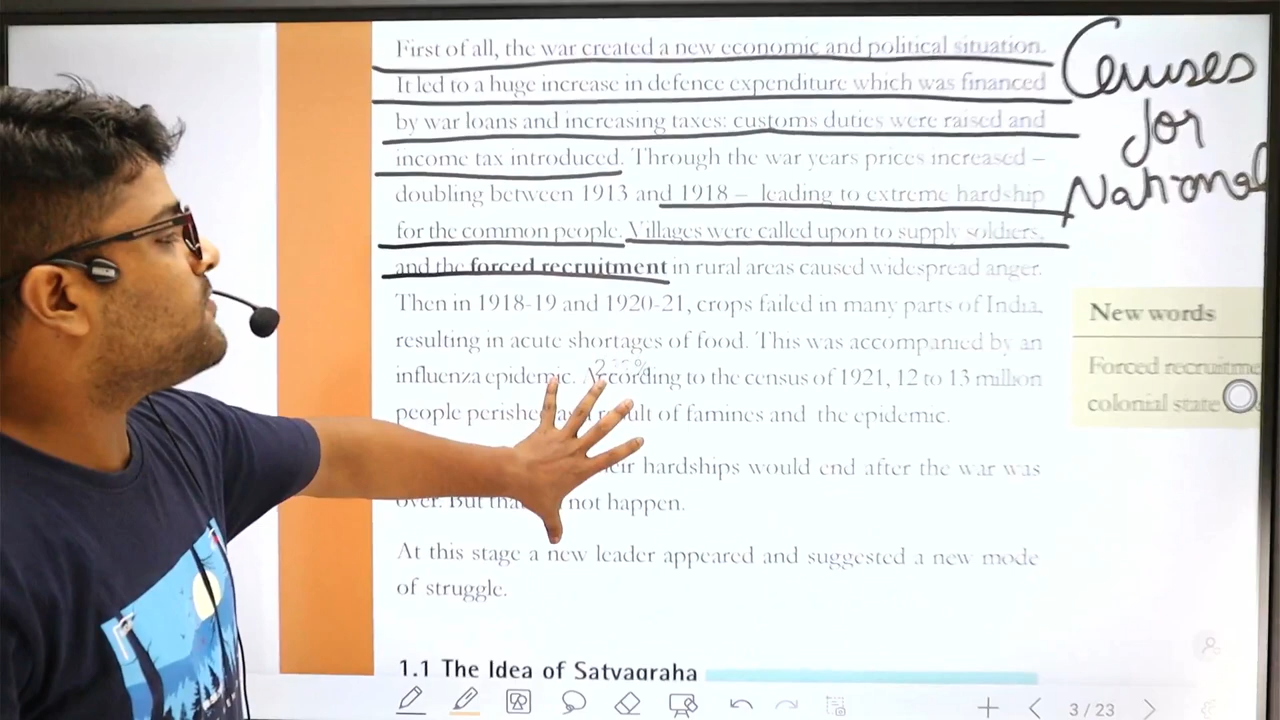 First of all, the war created a new economic and political situation.
It led to a huge increase in defence expenditure which was financed
by war loans and increasing taxes: customs duties were raised and
income tax introduced. Through the war years prices increased –
doubling between 1913 and 1918 – leading to extreme hardship
for the common people. Villages were called upon to supply soldiers,
and the forced recruitment in rural areas caused widespread anger.
Then in 1918-19 and 1920-21, crops failed in many parts of India,
resulting in acute shortages of food. This was accompanied by an
influenza epidemic. According to the census of 1921, 12 to 13 million
people perished as result of famines and the epidemic.
hardships would end after the war was
over. But not happen.
At this stage a new leader appeared and suggested a new mode
of struggle.
1.1 The Idea of Satyagraha
Causes
for
National
New words
Forced recruitme
colonial state
3 / 23